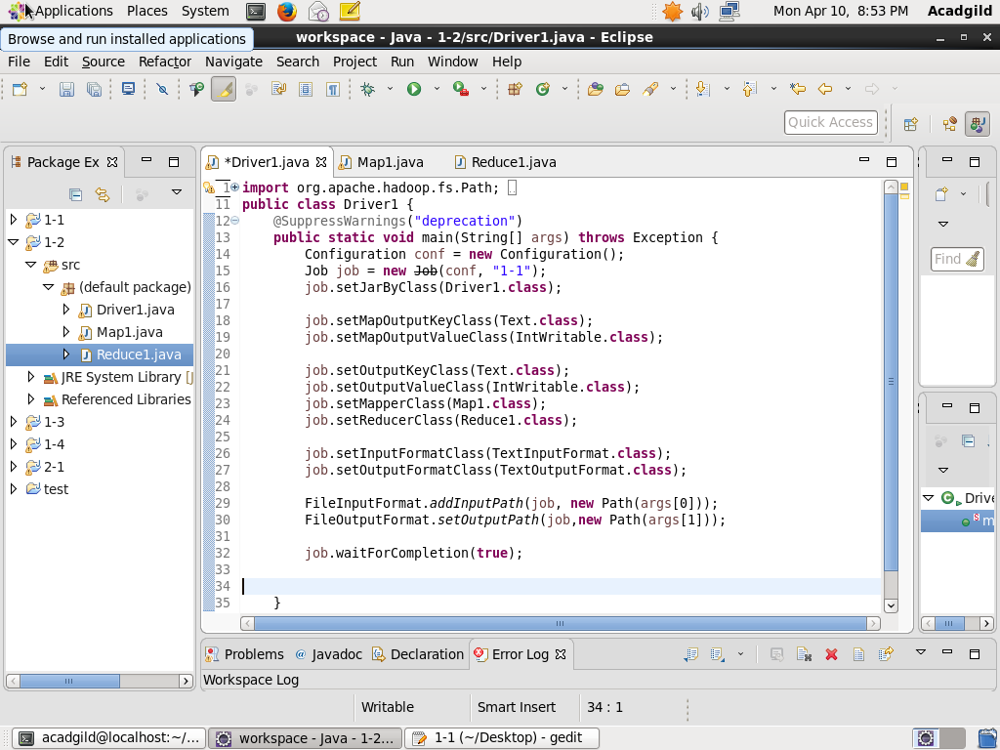 Applications Places System Mon Apr 10, 8:53 PM Acadgild
Browse and run installed applications
workspace - Java - 1-2/src/Driver1.java - Eclipse
File Edit Source Refactor Navigate Search Project Run Window Help
Quick Access
Package Ex
*Driver1.java Map1.java Reduce1.java
1-1
1-2
src
(default package)
Driver1.java
Map1.java
Reduce1.java
JRE System Library [J
Referenced Libraries
1-3
1-4
2-1
test
1 import org.apache.hadoop.fs.Path;
11 public class Driver1 {
12 @SuppressWarnings("deprecation")
13 public static void main(String[] args) throws Exception {
14 Configuration conf = new Configuration();
15 Job job = new Job(conf, "1-1");
16 job.setJarByClass(Driver1.class);
17
18 job.setMapOutputKeyClass(Text.class);
19 job.setMapOutputValueClass(IntWritable.class);
20
21 job.setOutputKeyClass(Text.class);
22 job.setOutputValueClass(IntWritable.class);
23 job.setMapperClass(Map1.class);
24 job.setReducerClass(Reduce1.class);
25
26 job.setInputFormatClass(TextInputFormat.class);
27 job.setOutputFormatClass(TextOutputFormat.class);
28
29 FileInputFormat.addInputPath(job, new Path(args[0]));
30 FileOutputFormat.setOutputPath(job,new Path(args[1]));
31
32 job.waitForCompletion(true);
33
34
35 }
Find
Drive
m
Problems @ Javadoc Declaration Error Log
Workspace Log
Writable Smart Insert 34 : 1
acadgild@localhost:~/... workspace - Java - 1-2... 1-1 (~/Desktop) - gedit